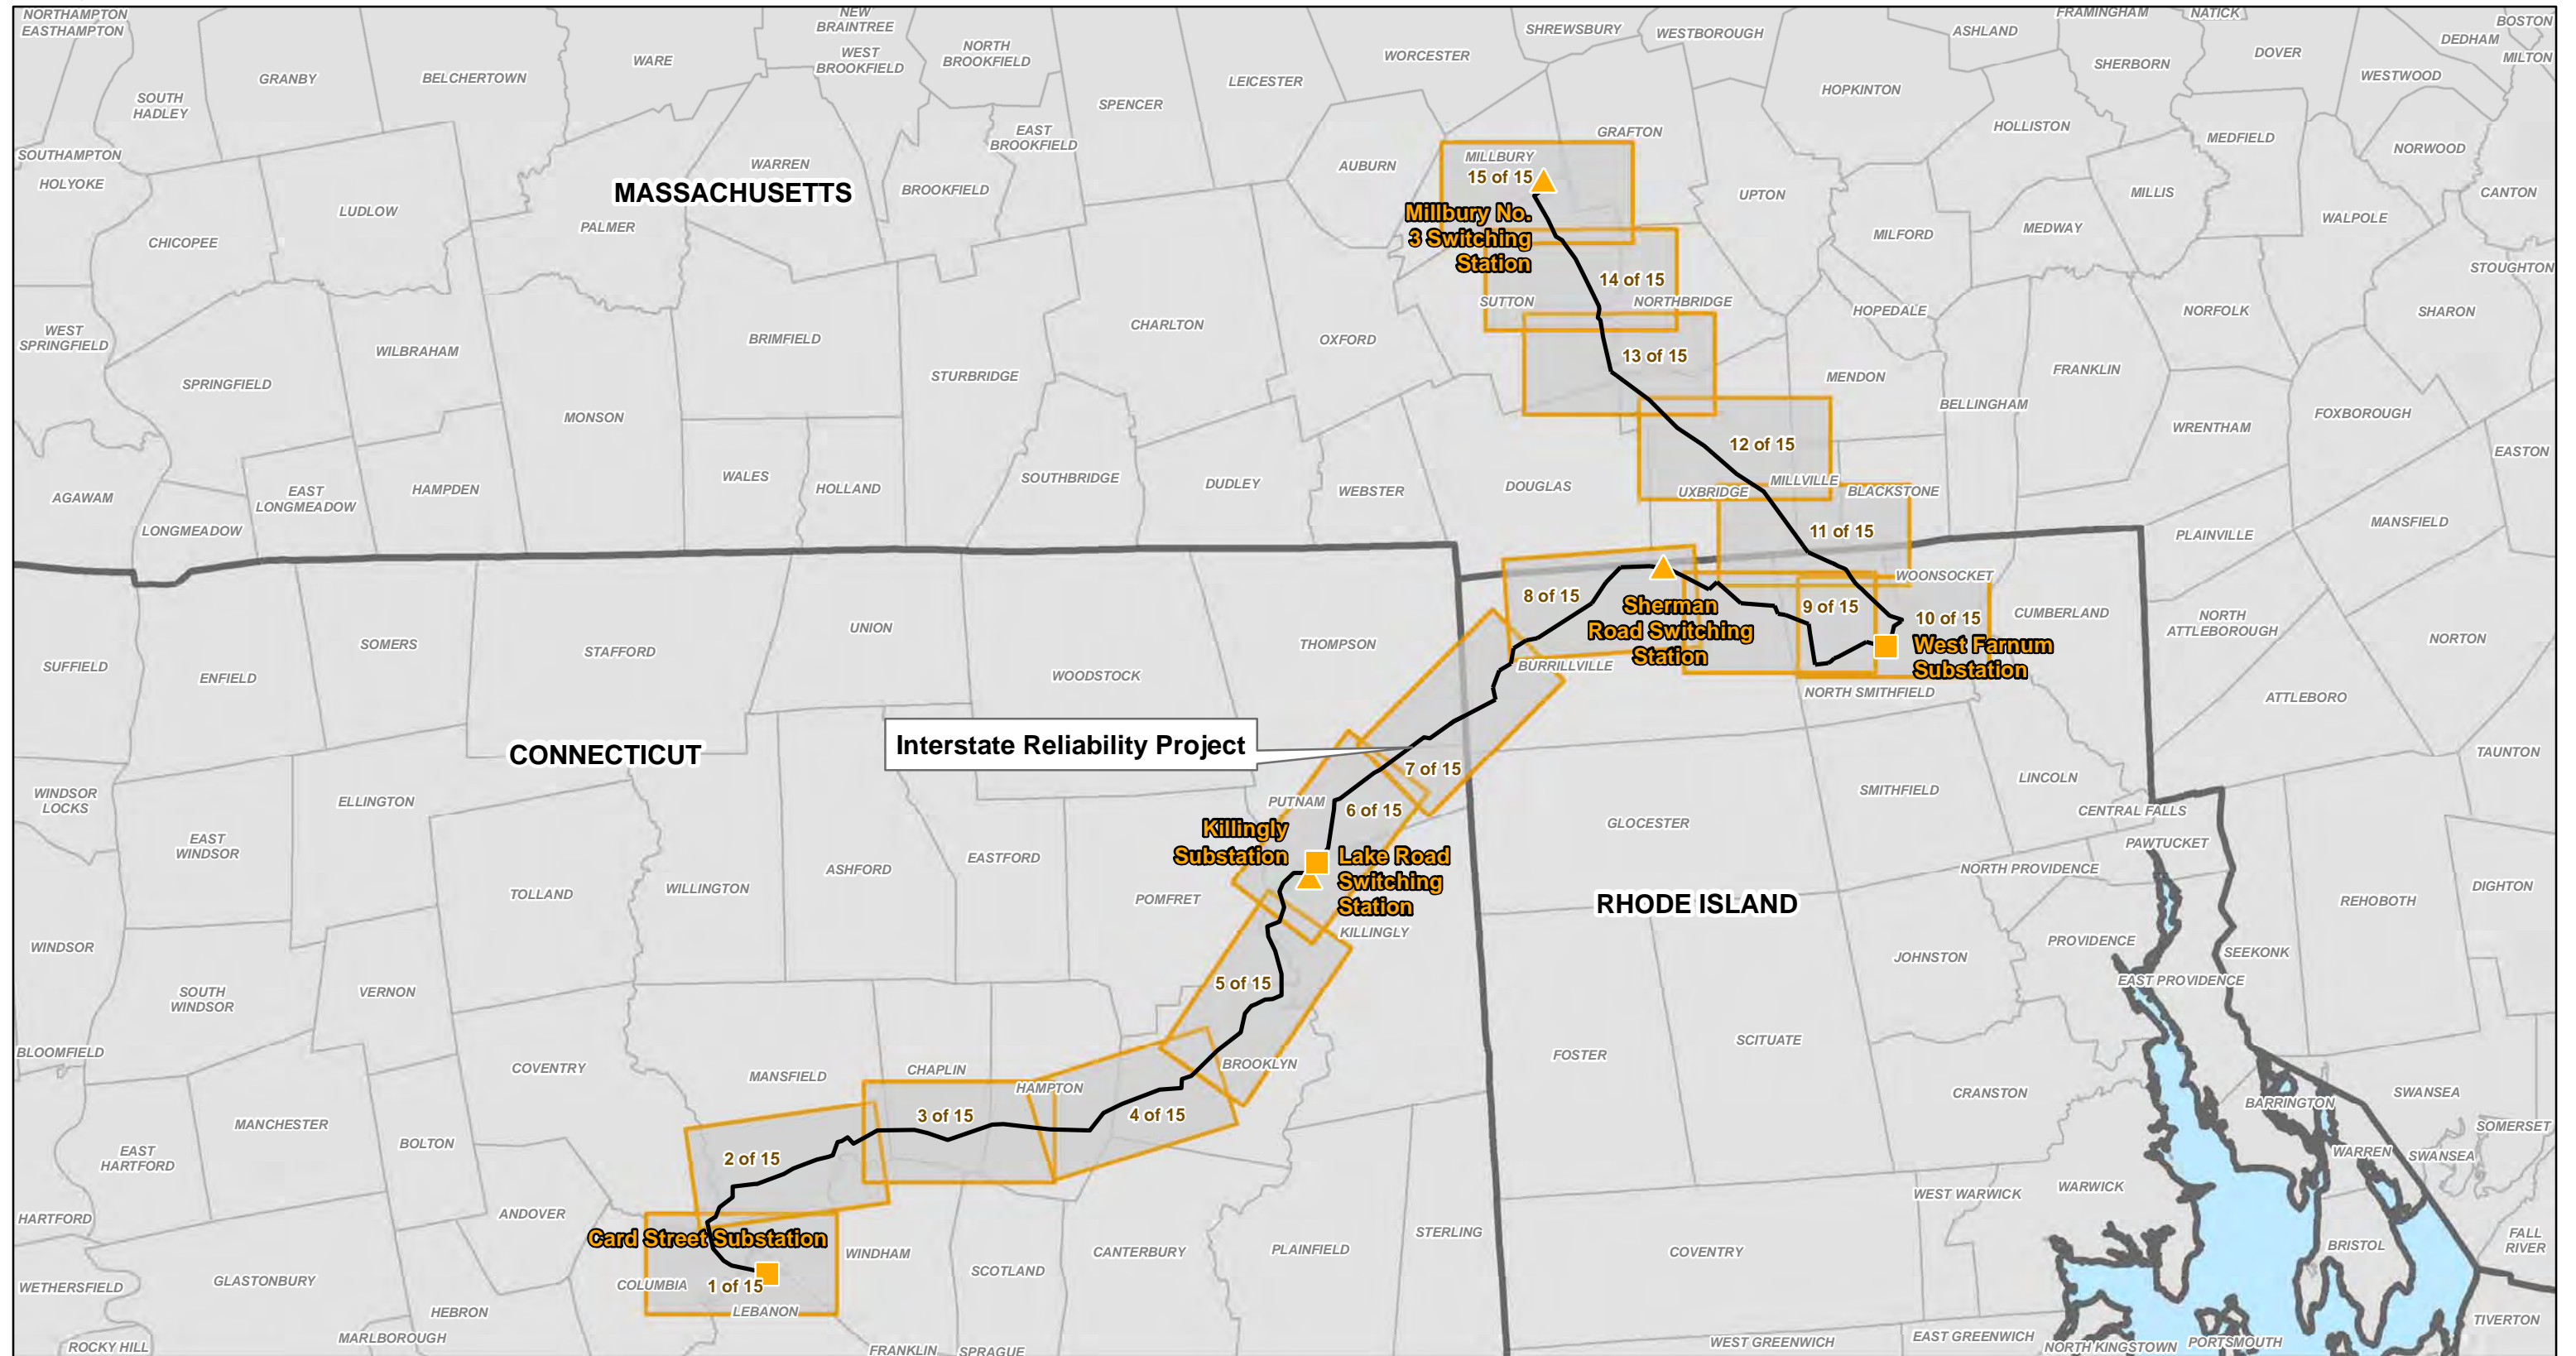 NORTHAMPTON
EASTHAMPTON
NEW
BRAINTREE
WEST
BROOKFIELD
NORTH
BROOKFIELD
SHREWSBURY
WESTBOROUGH
FRAMINGHAM
NATICK
ASHLAND
BOSTON
DEDHAM
MILTON
DOVER
WARE
WORCESTER
SHERBORN
WESTWOOD
GRANBY
BELCHERTOWN
LEICESTER
HOPKINTON
SOUTH
HADLEY
SPENCER
EAST
BROOKFIELD
GRAFTON
HOLLISTON
MEDFIELD
NORWOOD
SOUTHAMPTON
HOLYOKE
WARREN
AUBURN
MILLBURY
15 of 15
MASSACHUSETTS
BROOKFIELD
UPTON
MILLIS
CANTON
LUDLOW
PALMER
Millbury No.
3 Switching
Station
WALPOLE
CHICOPEE
MILFORD
MEDWAY
STOUGHTON
14 of 15
SUTTON
NORTHBRIDGE
HOPEDALE
NORFOLK
SHARON
WEST
SPRINGFIELD
WILBRAHAM
BRIMFIELD
CHARLTON
OXFORD
13 of 15
SPRINGFIELD
STURBRIDGE
MENDON
FRANKLIN
MONSON
BELLINGHAM
FOXBOROUGH
WRENTHAM
12 of 15
EASTON
AGAWAM
EAST
LONGMEADOW
HAMPDEN
WALES
HOLLAND
SOUTHBRIDGE
DUDLEY
WEBSTER
DOUGLAS
UXBRIDGE
MILLVILLE
BLACKSTONE
LONGMEADOW
11 of 15
PLAINVILLE
MANSFIELD
WOONSOCKET
8 of 15
Sherman
Road Switching
Station
9 of 15
10 of 15
CUMBERLAND
NORTH
ATTLEBOROUGH
NORTON
West Farnum
Substation
SUFFIELD
ENFIELD
SOMERS
STAFFORD
UNION
WOODSTOCK
THOMPSON
BURRILLVILLE
NORTH SMITHFIELD
ATTLEBORO
CONNECTICUT
Interstate Reliability Project
7 of 15
TAUNTON
WINDSOR
LOCKS
ELLINGTON
PUTNAM
6 of 15
LINCOLN
SMITHFIELD
CENTRAL FALLS
GLOCESTER
PAWTUCKET
EAST
WINDSOR
Killingly
Substation
Lake Road
Switching
Station
ASHFORD
EASTFORD
NORTH PROVIDENCE
TOLLAND
WILLINGTON
POMFRET
RHODE ISLAND
DIGHTON
REHOBOTH
WINDSOR
KILLINGLY
PROVIDENCE
JOHNSTON
SEEKONK
SOUTH
WINDSOR
VERNON
5 of 15
EAST PROVIDENCE
BLOOMFIELD
COVENTRY
MANSFIELD
CHAPLIN
HAMPTON
BROOKLYN
FOSTER
SCITUATE
CRANSTON
BARRINGTON
SWANSEA
MANCHESTER
BOLTON
3 of 15
4 of 15
SOMERSET
EAST
HARTFORD
2 of 15
WARREN
SWANSEA
HARTFORD
ANDOVER
WEST WARWICK
WARWICK
Card Street Substation
WINDHAM
CANTERBURY
PLAINFIELD
STERLING
COVENTRY
BRISTOL
FALL
RIVER
WETHERSFIELD
GLASTONBURY
COLUMBIA
1 of 15
SCOTLAND
HEBRON
LEBANON
TIVERTON
ROCKY HILL
MARLBOROUGH
FRANKLIN
SPRAGUE
WEST GREENWICH
EAST GREENWICH
NORTH KINGSTOWN
PORTSMOUTH